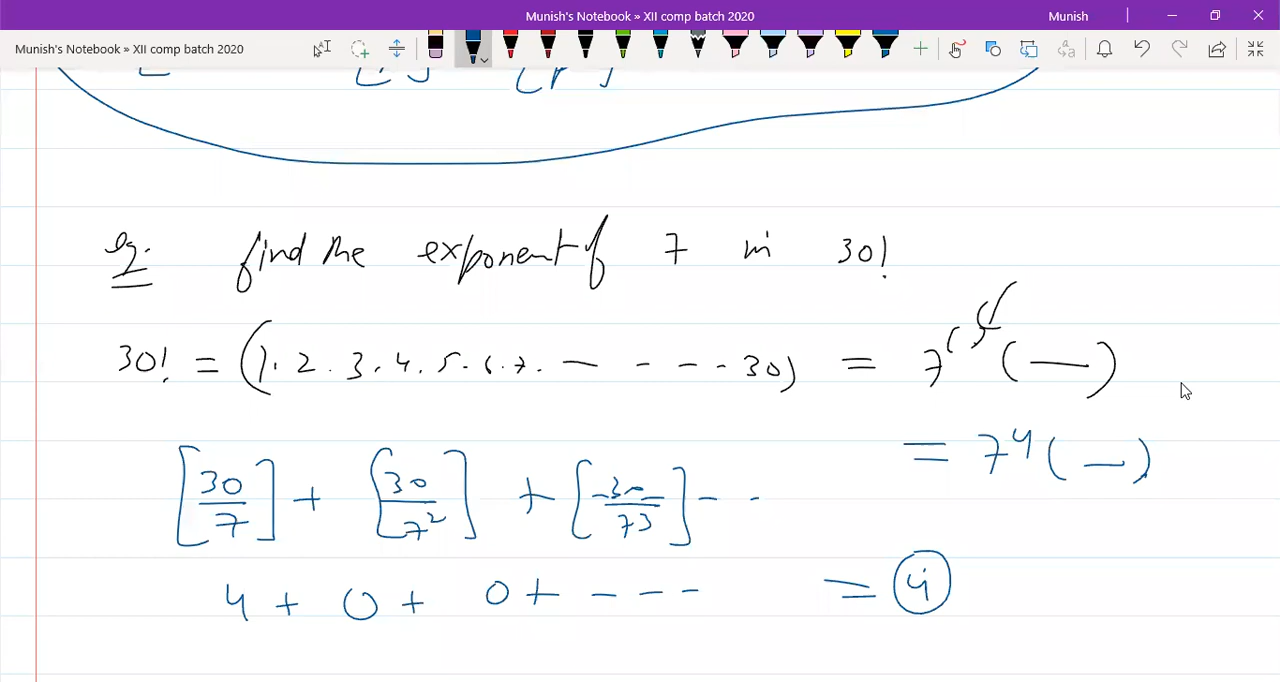 Munish's Notebook » XII comp batch 2020
Munish
Munish's Notebook » XII comp batch 2020
eg. find the exponent of 7 in 30!
30! = (1. 2. 3. 4. 5. 6. 7. — - - -. 30) = 7^( ) (—)
= 7^4 (—)
[30/7] + [30/7^2] + [30/7^3] - -
4 + 0 + 0 + - - - = 4